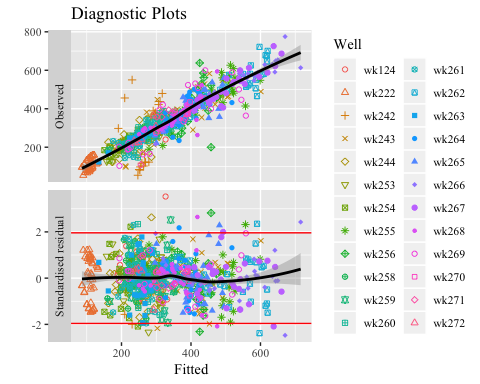 Diagnostic Plots
800
600
400
200
Observed
2
0
-2
Standardised residual
200 400 600
Fitted
Well
wk124 wk261
wk222 wk262
wk242 wk263
wk243 wk264
wk244 wk265
wk253 wk266
wk254 wk267
wk255 wk268
wk256 wk269
wk258 wk270
wk259 wk271
wk260 wk272